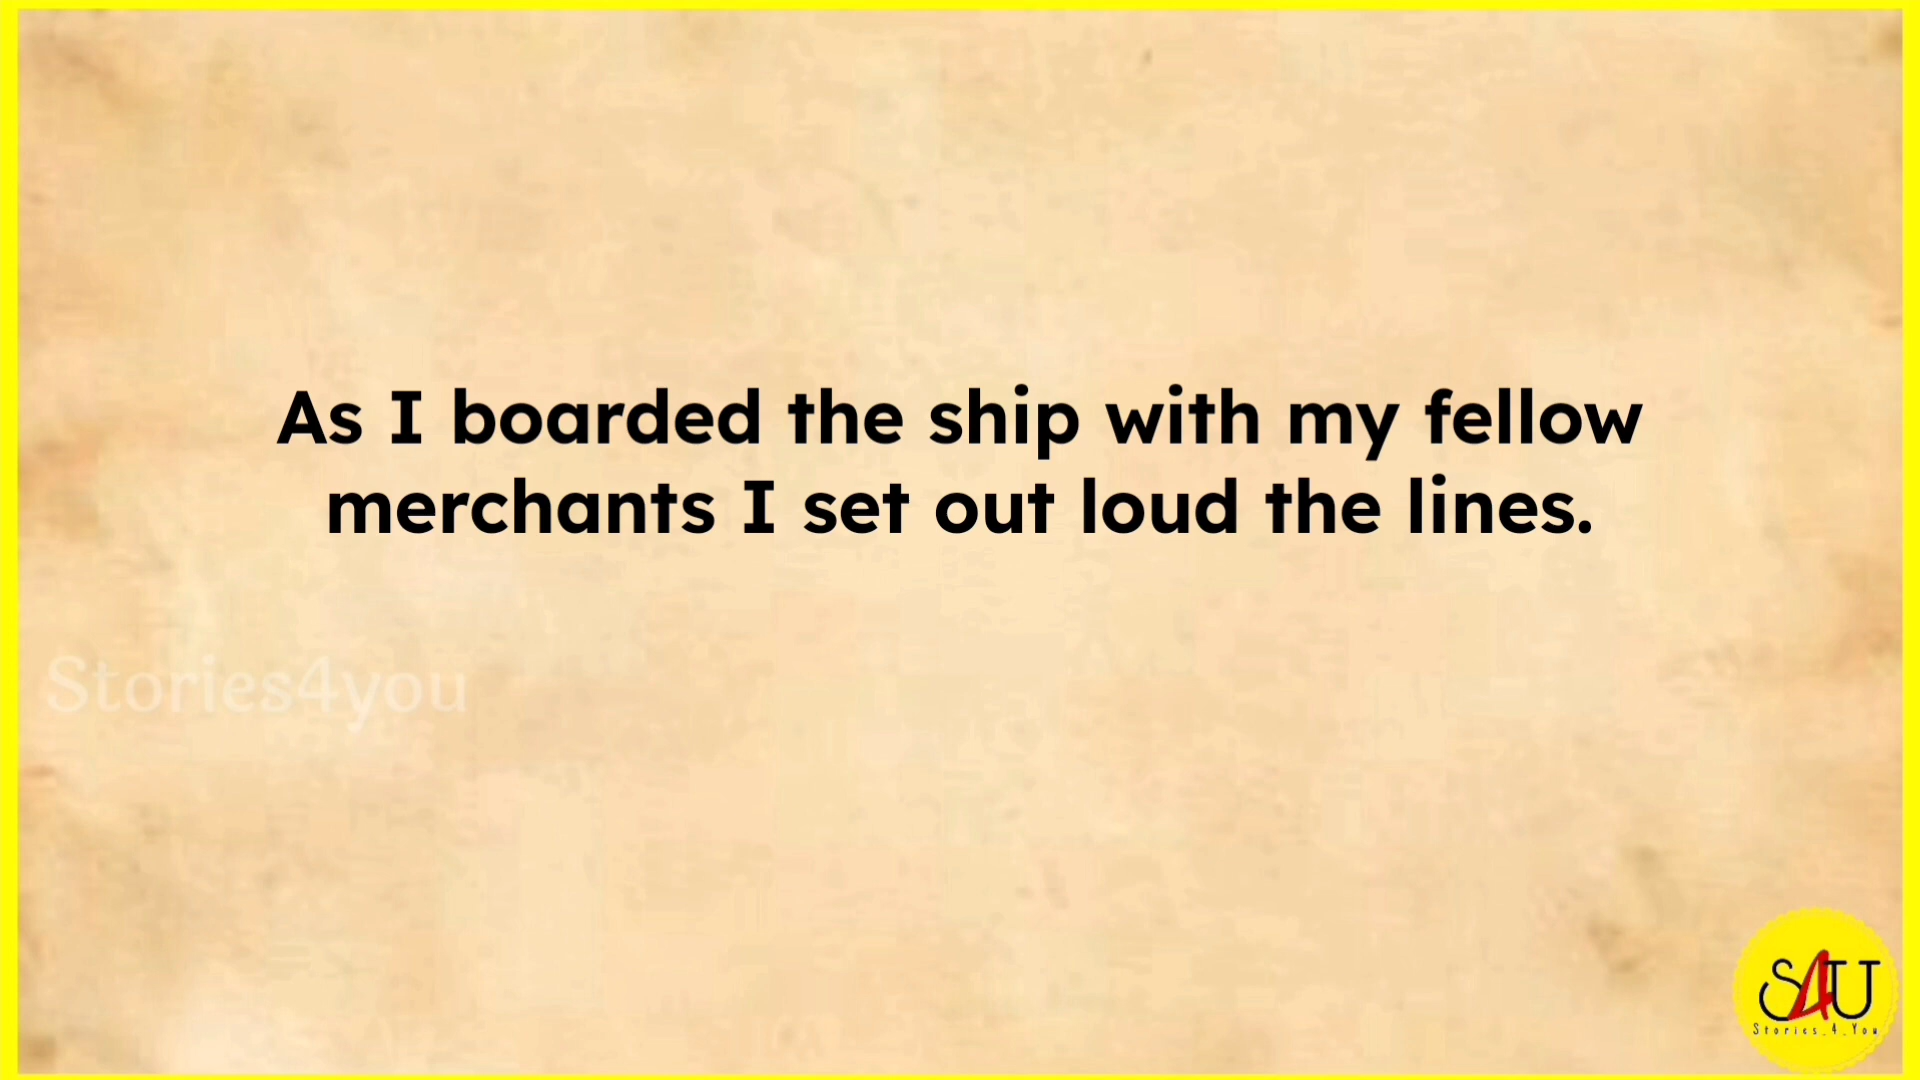 As I boarded the ship with my fellow
merchants I set out loud the lines.
Stories4you
S4U
Stories.4.You